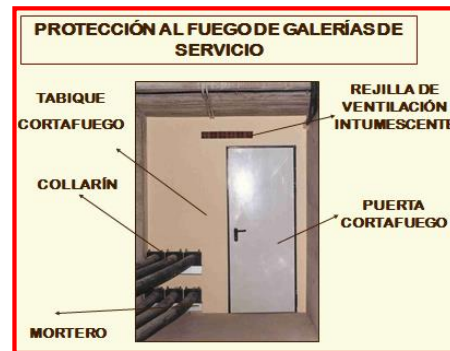 PROTECCIÓN AL FUEGO DE GALERÍAS DE
SERVICIO
TABIQUE
CORTAFUEGO
REJILLA DE
VENTILACIÓN
INTUMESCENTE
COLLARÍN
PUERTA
CORTAFUEGO
MORTERO